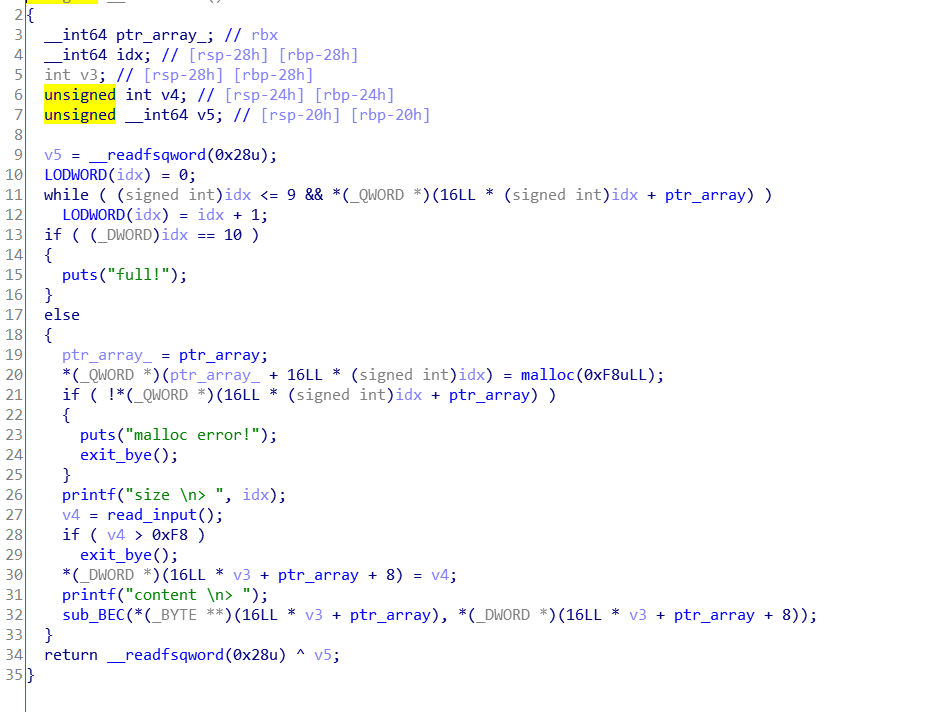 2 {
3 __int64 ptr_array_; // rbx
4 __int64 idx; // [rsp-28h] [rbp-28h]
5 int v3; // [rsp-28h] [rbp-28h]
6 unsigned int v4; // [rsp-24h] [rbp-24h]
7 unsigned __int64 v5; // [rsp-20h] [rbp-20h]
8
9 v5 = __readfsqword(0x28u);
10 LODWORD(idx) = 0;
11 while ( (signed int)idx <= 9 && *(_QWORD *)(16LL * (signed int)idx + ptr_array) )
12 LODWORD(idx) = idx + 1;
13 if ( (_DWORD)idx == 10 )
14 {
15 puts("full!");
16 }
17 else
18 {
19 ptr_array_ = ptr_array;
20 *(_QWORD *)(ptr_array_ + 16LL * (signed int)idx) = malloc(0xF8uLL);
21 if ( !*(_QWORD *)(16LL * (signed int)idx + ptr_array) )
22 {
23 puts("malloc error!");
24 exit_bye();
25 }
26 printf("size \n> ", idx);
27 v4 = read_input();
28 if ( v4 > 0xF8 )
29 exit_bye();
30 *(_DWORD *)(16LL * v3 + ptr_array + 8) = v4;
31 printf("content \n> ");
32 sub_BEC(*(_BYTE **)(16LL * v3 + ptr_array), *(_DWORD *)(16LL * v3 + ptr_array + 8));
33 }
34 return __readfsqword(0x28u) ^ v5;
35 }